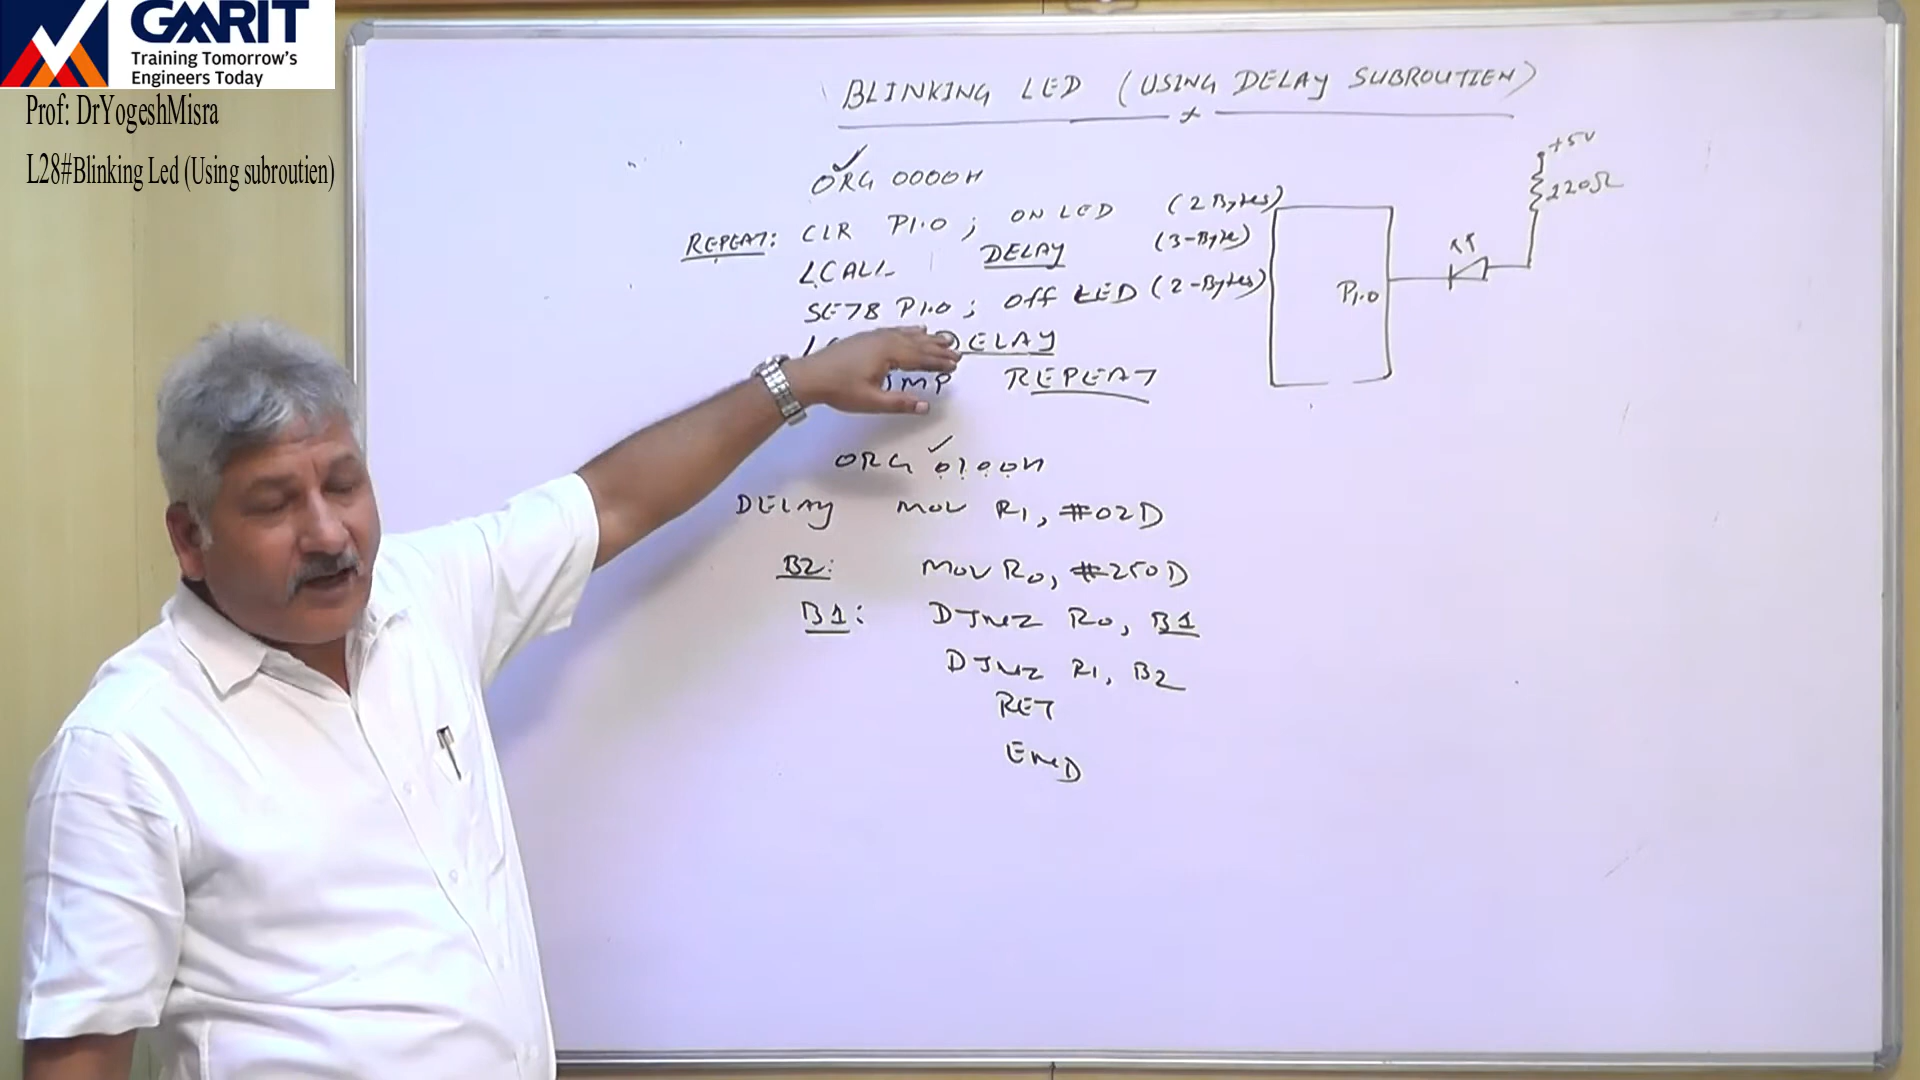 GMRIT
Training Tomorrow's
Engineers Today
Prof: DrYogeshMisra
L28#Blinking Led (Using subroutien)
BLINKING LED (USING DELAY SUBROUTIEN)
ORG 0000H
REPEAT: CLR P1.0 ; ON LED (2 Bytes)
LCALL DELAY (3-Byte)
SETB P1.0 ; Off LED (2-Bytes)
DELAY
JMP REPEAT
ORG 0100H
DELAY MOV R1, #02D
B2: MOV R0, #250D
B1: DJNZ R0, B1
DJNZ R1, B2
RET
END
+5V
220Ω
P1.0